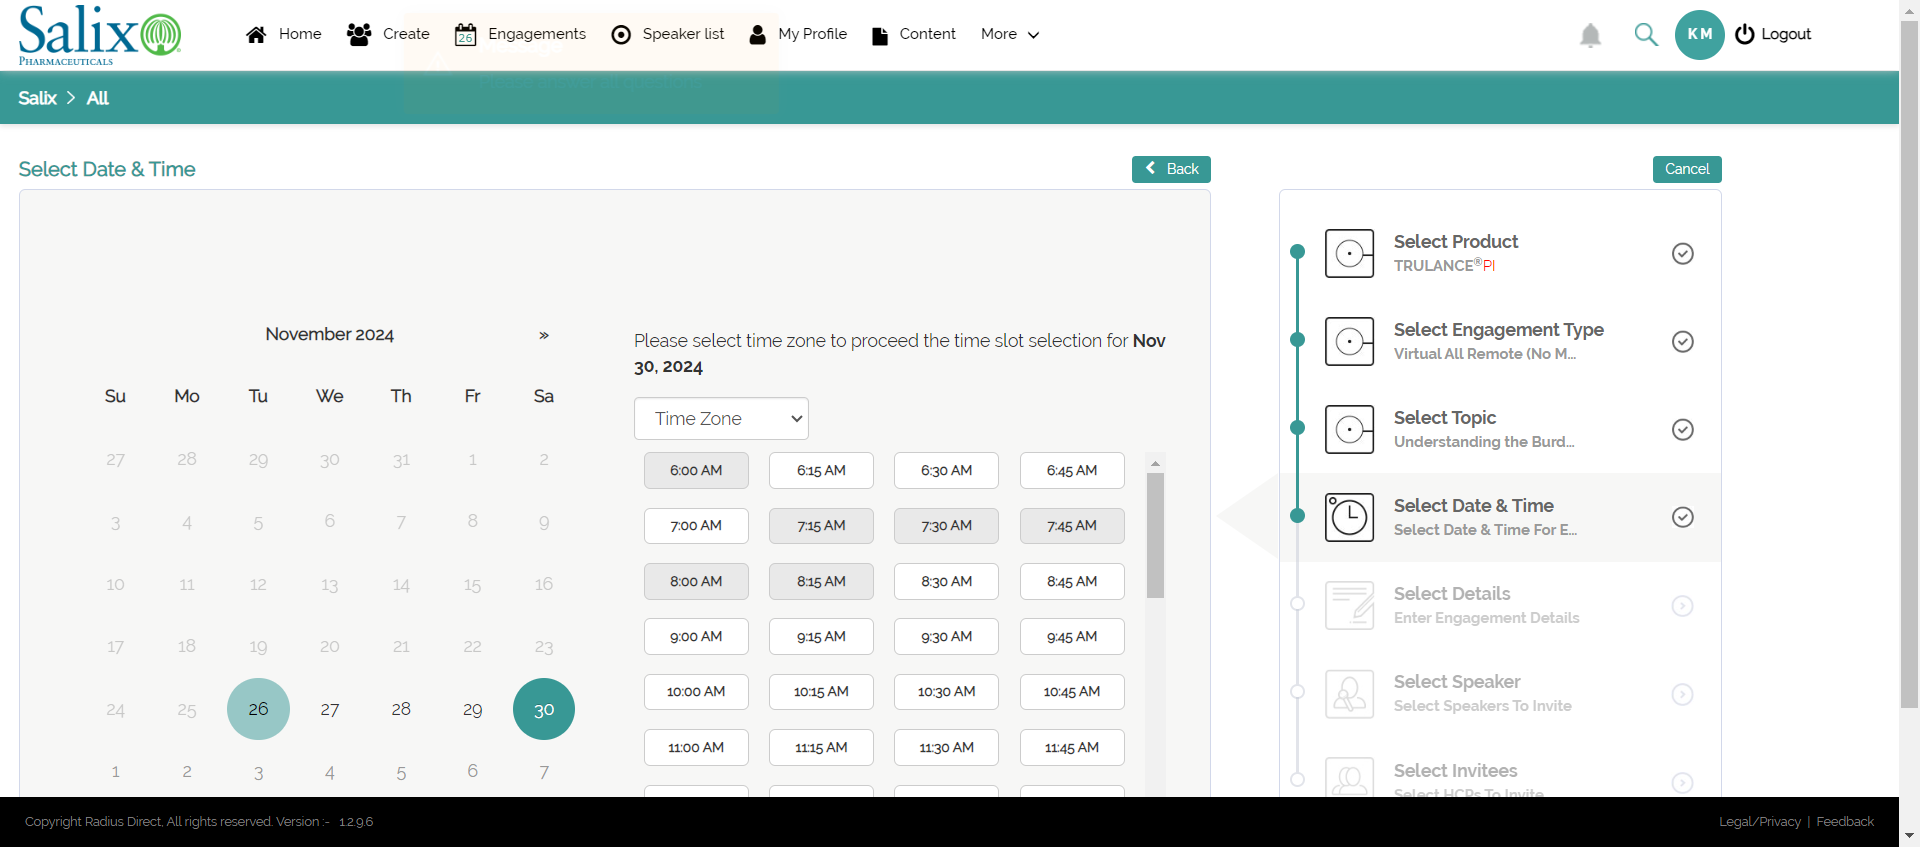 Salix
PHARMACEUTICALS
Home
Create
26
Engagements
Speaker list
My Profile
Content
More
KM
Logout
Salix > All
Select Date & Time
Back
Cancel
November 2024 »
Su Mo Tu We Th Fr Sa
27 28 29 30 31 1 2
3 4 5 6 7 8 9
10 11 12 13 14 15 16
17 18 19 20 21 22 23
24 25 26 27 28 29 30
1 2 3 4 5 6 7
Please select time zone to proceed the time slot selection for Nov
30, 2024
Time Zone
6:00 AM 6:15 AM 6:30 AM 6:45 AM
7:00 AM 7:15 AM 7:30 AM 7:45 AM
8:00 AM 8:15 AM 8:30 AM 8:45 AM
9:00 AM 9:15 AM 9:30 AM 9:45 AM
10:00 AM 10:15 AM 10:30 AM 10:45 AM
11:00 AM 11:15 AM 11:30 AM 11:45 AM
Select Product
TRULANCE®PI
Select Engagement Type
Virtual All Remote (No M...
Select Topic
Understanding the Burd...
Select Date & Time
Select Date & Time For E...
Select Details
Enter Engagement Details
Select Speaker
Select Speakers To Invite
Select Invitees
Select HCPs To Invite
Copyright Radius Direct, All rights reserved. Version :- 1.2.9.6
Legal/Privacy | Feedback